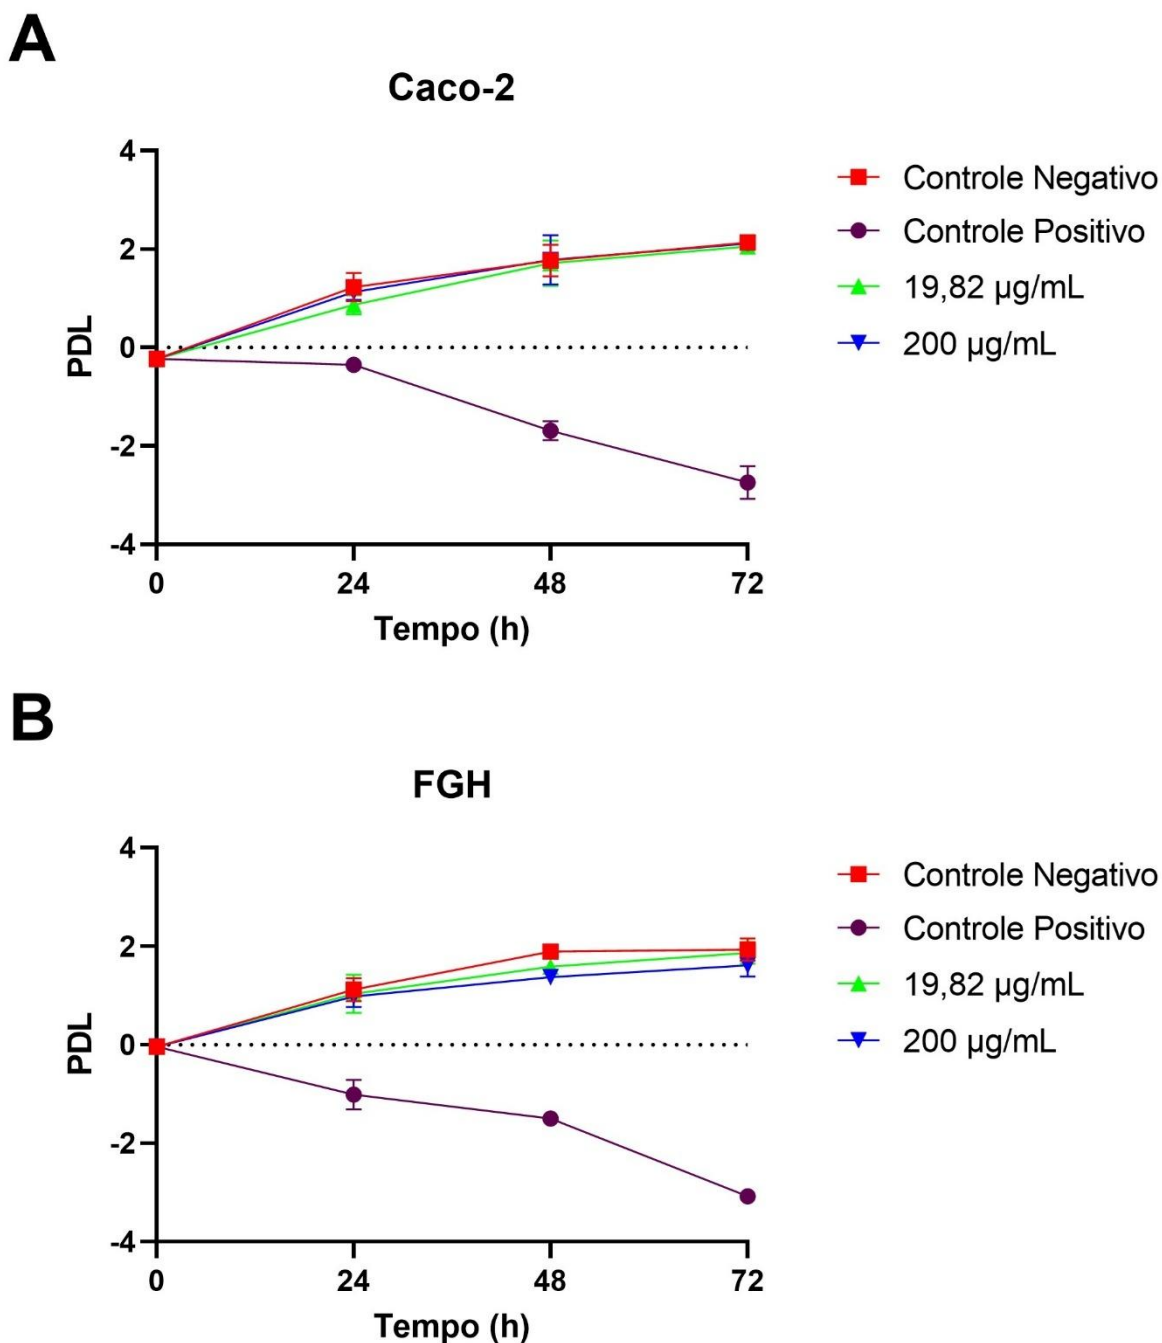 A
Caco-2
PDL
4
2
0
-2
-4
0 24 48 72
Tempo (h)
Controle Negativo
Controle Positivo
19,82 µg/mL
200 µg/mL
B
FGH
PDL
4
2
0
-2
-4
0 24 48 72
Tempo (h)
Controle Negativo
Controle Positivo
19,82 µg/mL
200 µg/mL